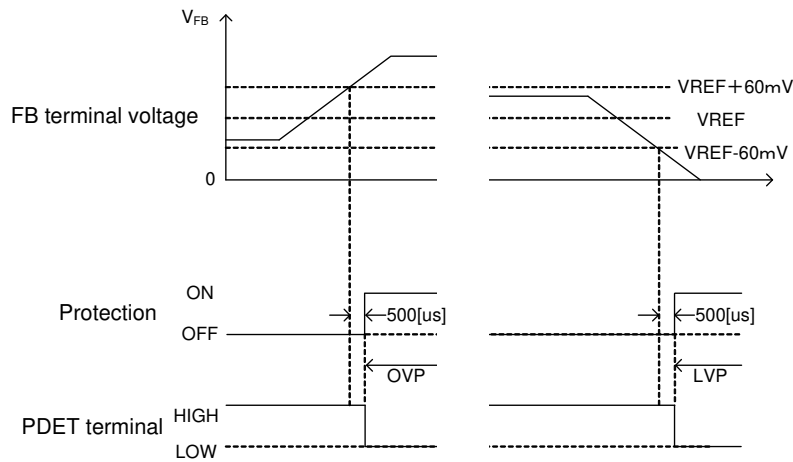 V_FB
VREF＋60mV
FB terminal voltage
VREF
VREF-60mV
0
ON
Protection
500[us]
500[us]
OFF
OVP
LVP
HIGH
PDET terminal
LOW